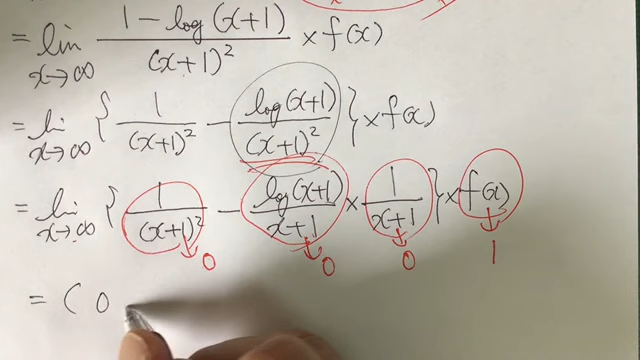 = lim x→∞ 1 - log(x+1) / (x+1)² × f(x)
= lim x→∞ { 1 / (x+1)² - log(x+1) / (x+1)² } × f(x)
= lim x→∞ { 1 / (x+1)² - log(x+1) / x+1 × 1 / x+1 } × f(x)
↓ 0 ↓ 0 ↓ 0 ↓ 1
= ( 0